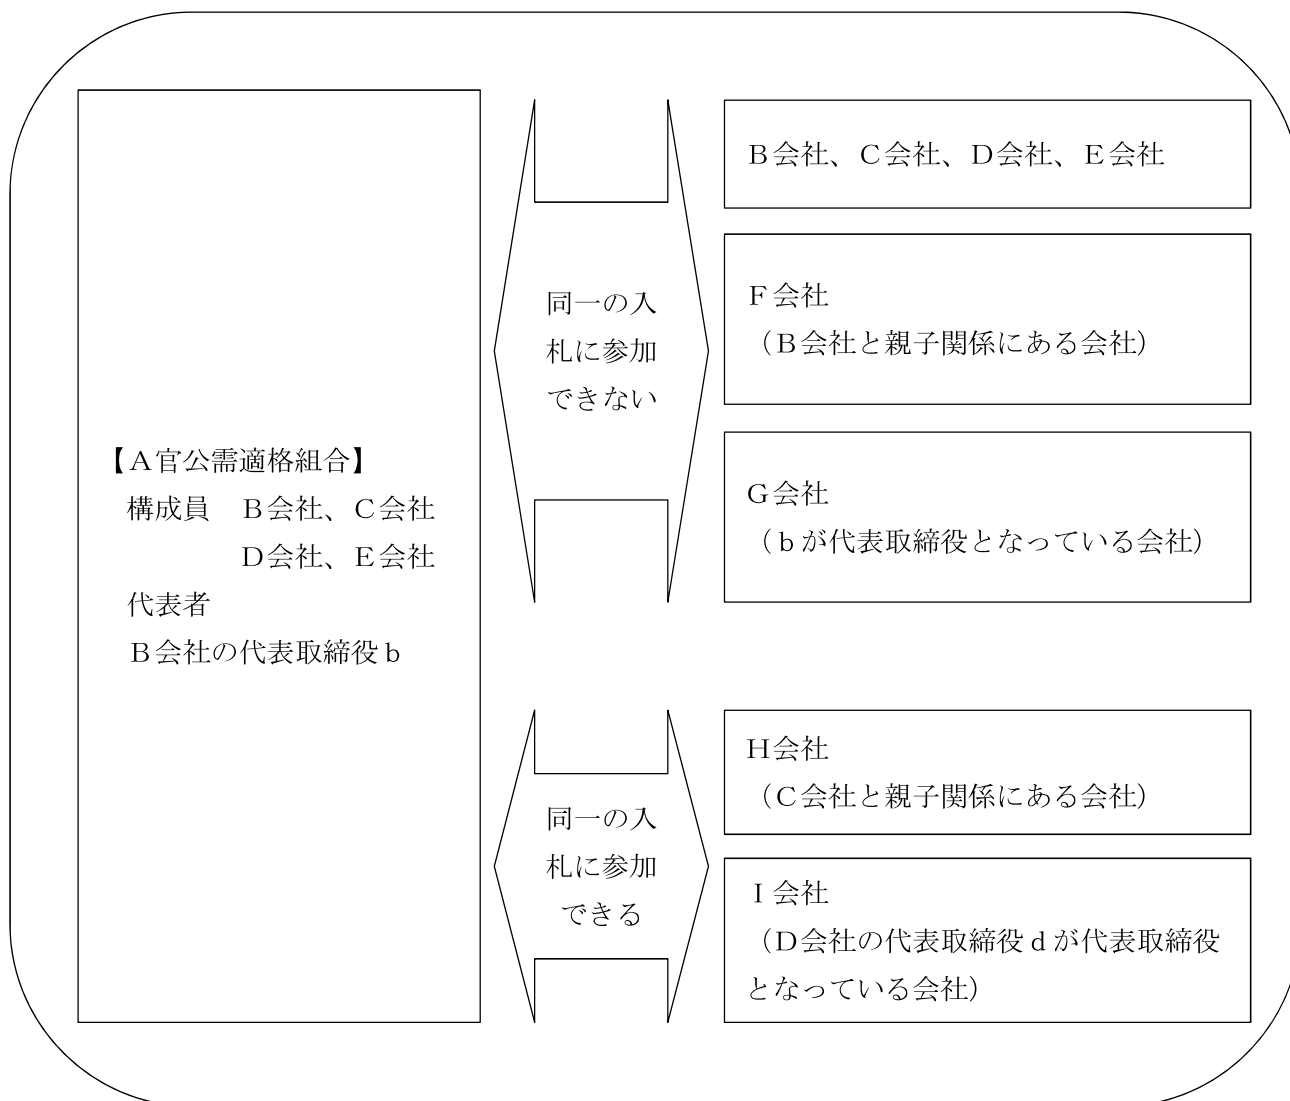 【Ａ官公需適格組合】
構成員　Ｂ会社、Ｃ会社
Ｄ会社、Ｅ会社
代表者
Ｂ会社の代表取締役ｂ
同一の入
札に参加
できない
Ｂ会社、Ｃ会社、Ｄ会社、Ｅ会社
Ｆ会社
（Ｂ会社と親子関係にある会社）
Ｇ会社
（ｂが代表取締役となっている会社）
同一の入
札に参加
できる
Ｈ会社
（Ｃ会社と親子関係にある会社）
Ｉ会社
（Ｄ会社の代表取締役ｄが代表取締役
となっている会社）